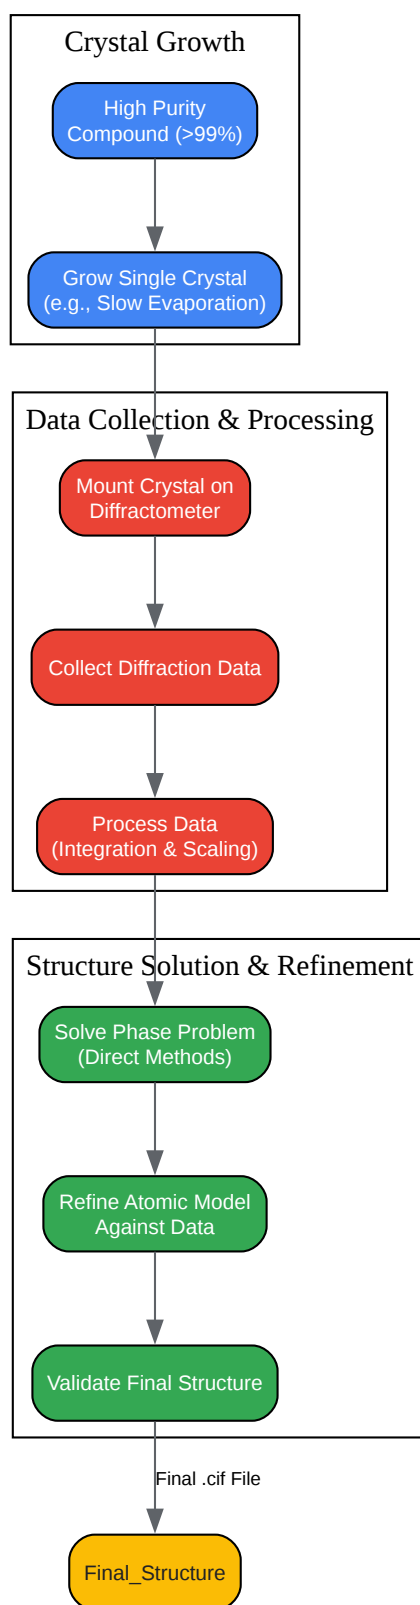 Crystal Growth
High Purity
Compound (>99%)
Grow Single Crystal
(e.g., Slow Evaporation)
Data Collection & Processing
Mount Crystal on
Diffractometer
Collect Diffraction Data
Process Data
(Integration & Scaling)
Structure Solution & Refinement
Solve Phase Problem
(Direct Methods)
Refine Atomic Model
Against Data
Validate Final Structure
Final .cif File
Final_Structure